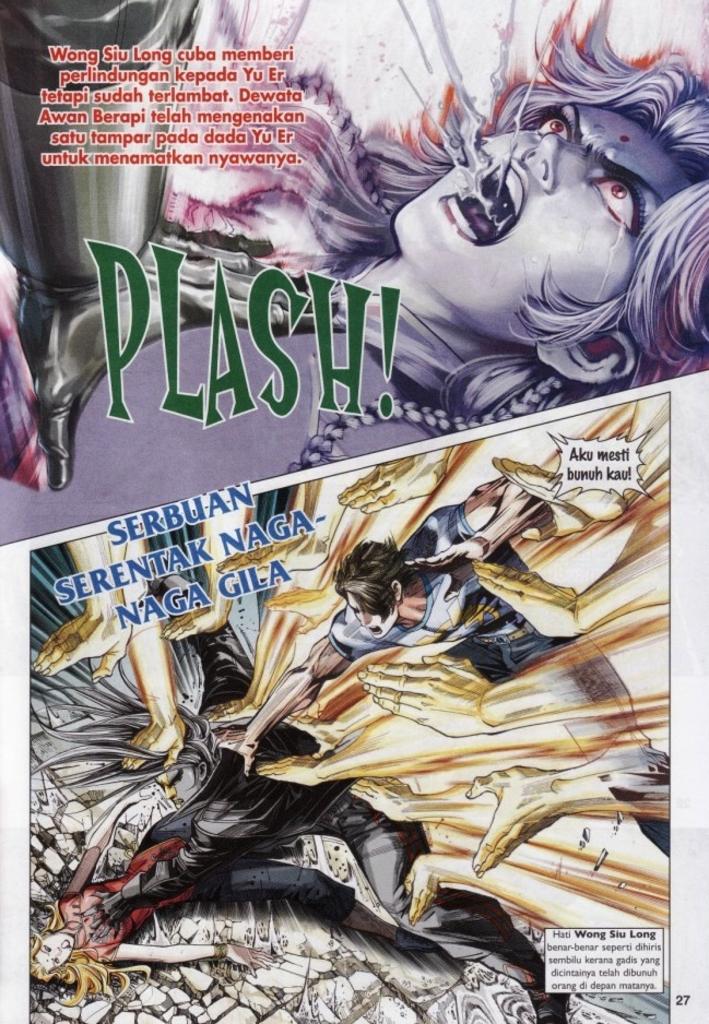 Wong Siu Long cuba memberi
perlindungan kepada Yu Er
tetapi sudah terlambat. Dewata
Awan Berapi telah mengenakan
satu tampar pada dada Yu Er
untuk menamatkan nyawanya.
PLASH!
Aku mesti
bunuh kau!
SERBUAN
SERENTAK NAGA-
NAGA GILA
Hati Wong Siu Long
benar-benar seperti dihiris
sembilu kerana gadis yang
dicintainya telah dibunuh
orang di depan matanya.
27